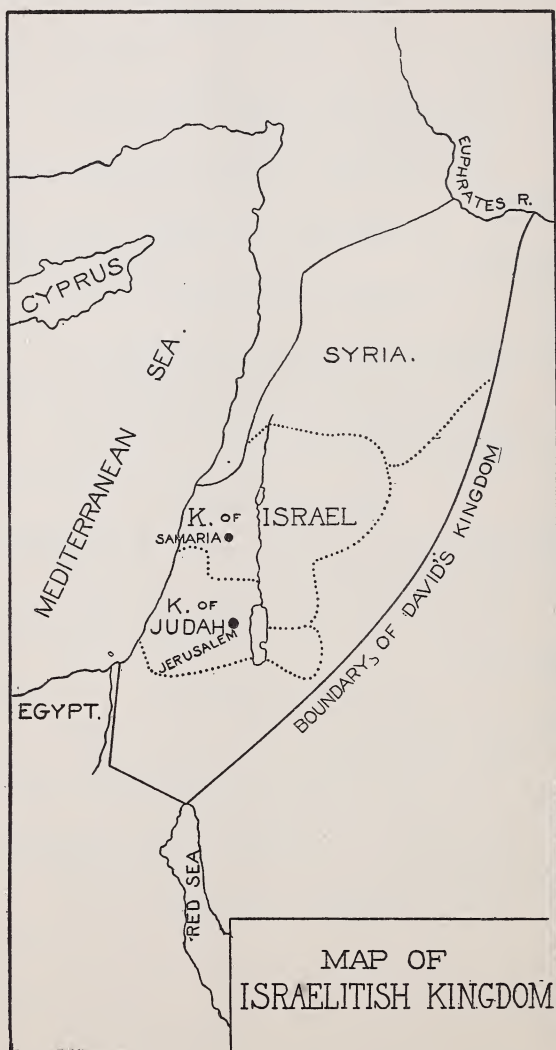 EUPHRATES R.
CYPRUS
MEDITERRANEAN SEA.
SYRIA.
K. OF ISRAEL
SAMARIA
K. OF
JUDAH
JERUSALEM
BOUNDARY, OF DAVID'S KINGDOM
EGYPT.
RED SEA
MAP OF
ISRAELITISH KINGDOM